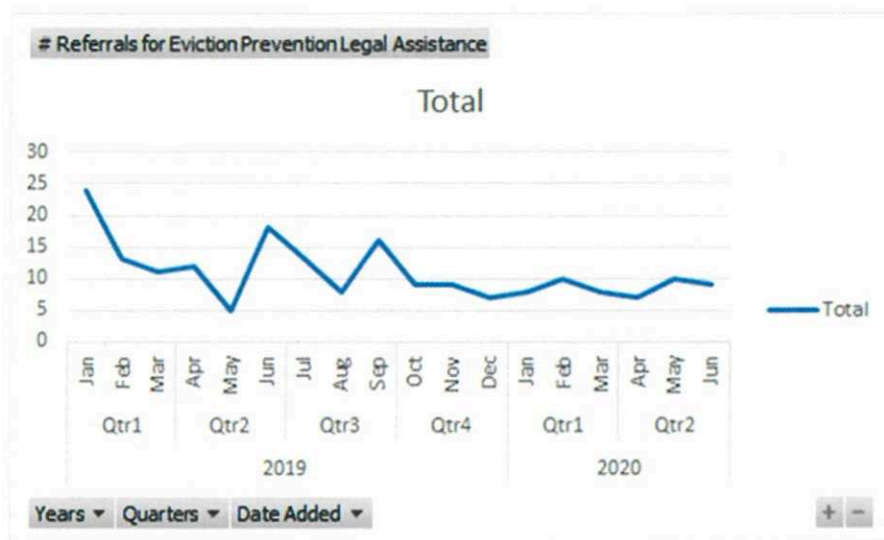 # Referrals for Eviction Prevention Legal Assistance
Total
30
25
20
15
10
5
0
Total
Jan Feb Mar Apr May Jun Jul Aug Sep Oct Nov Dec Jan Feb Mar Apr May Jun
Qtr1 Qtr2 Qtr3 Qtr4 Qtr1 Qtr2
2019 2020
Years Quarters Date Added + -